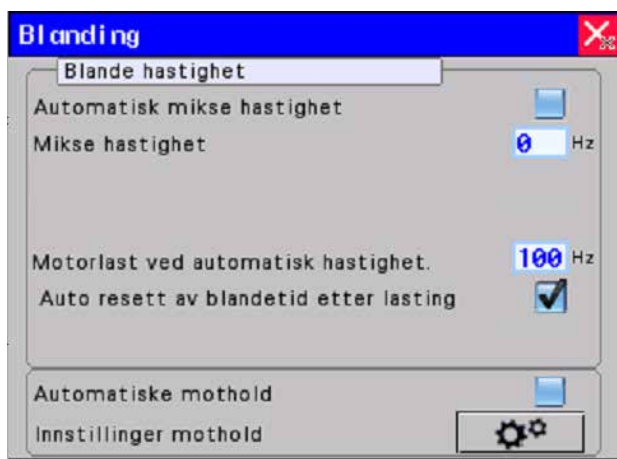 Blanding
Blande hastighet
Automatisk mikse hastighet
Mikse hastighet 0 Hz
Motorlast ved automatisk hastighet. 100 Hz
Auto resett av blandetid etter lasting
Automatiske mothold
Innstillinger mothold